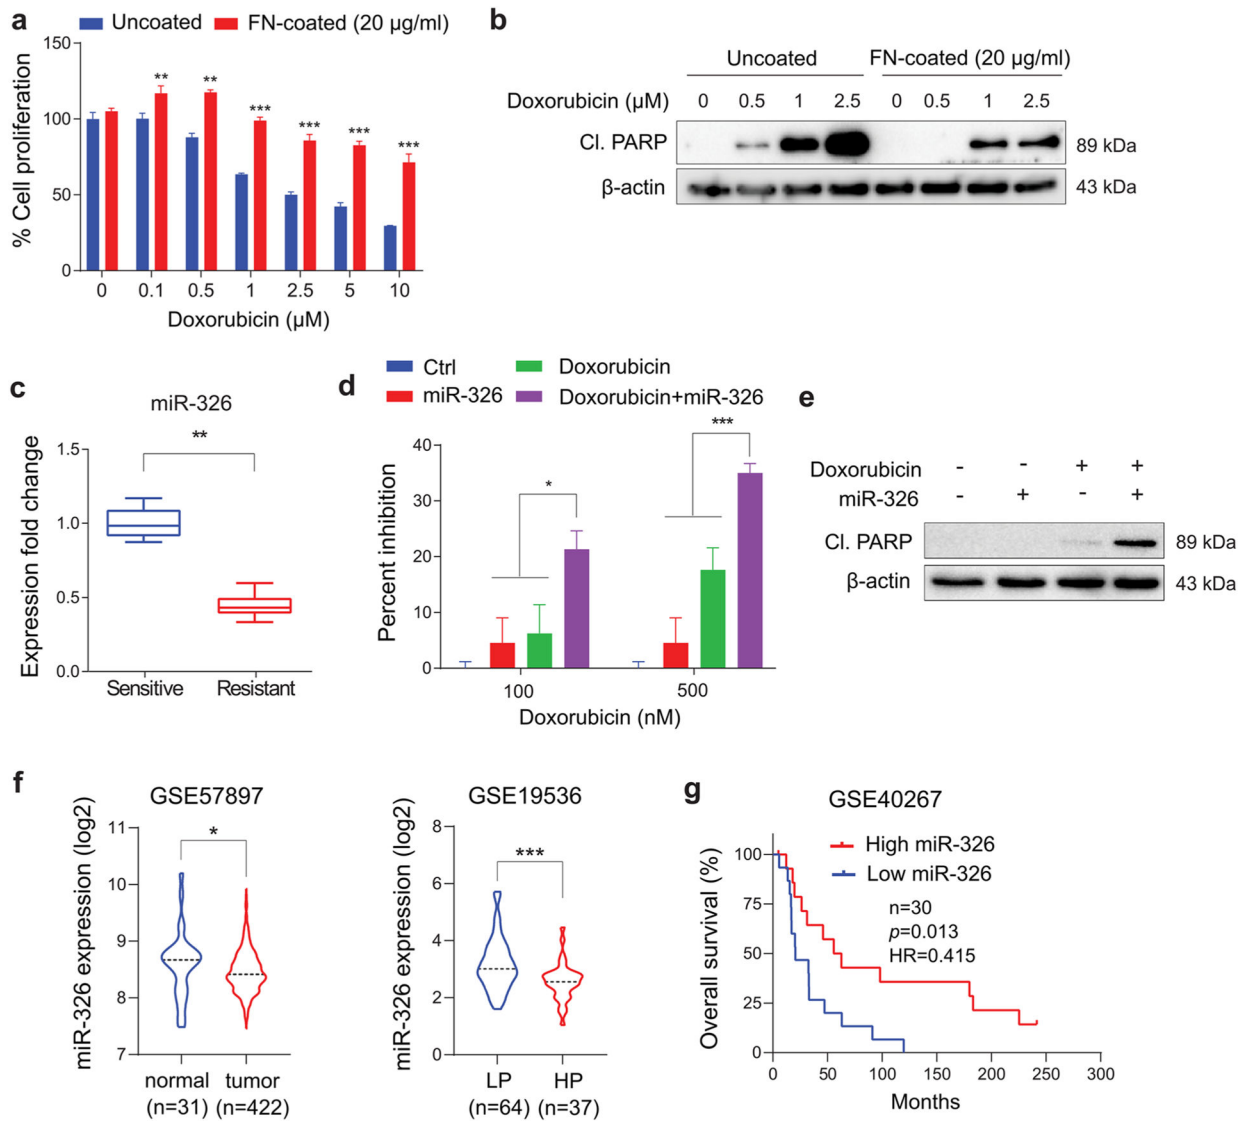 a
Uncoated FN-coated (20 µg/ml)
% Cell proliferation
150
100
50
0
** ** *** *** *** ***
0 0.1 0.5 1 2.5 5 10
Doxorubicin (µM)
b
Uncoated FN-coated (20 µg/ml)
Doxorubicin (µM) 0 0.5 1 2.5 0 0.5 1 2.5
Cl. PARP 89 kDa
β-actin 43 kDa
c
miR-326
Expression fold change
1.5
1.0
0.5
0.0
**
Sensitive Resistant
d
Ctrl Doxorubicin
miR-326 Doxorubicin+miR-326
Percent inhibition
40
30
20
10
0
* ***
100 500
Doxorubicin (nM)
e
Doxorubicin - - + +
miR-326 - + - +
Cl. PARP 89 kDa
β-actin 43 kDa
f
GSE57897
miR-326 expression (log2)
11
10
9
8
7
*
normal tumor
(n=31) (n=422)
GSE19536
miR-326 expression (log2)
8
6
4
2
0
***
LP HP
(n=64) (n=37)
g
GSE40267
High miR-326
Low miR-326
n=30
p=0.013
HR=0.415
Overall survival (%)
100
75
50
25
0
0 50 100 150 200 250 300
Months